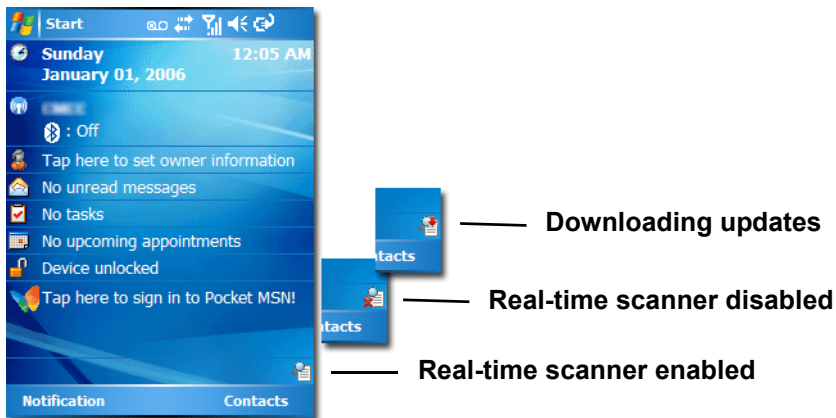 Start
Sunday 12:05 AM
January 01, 2006
: Off
Tap here to set owner information
No unread messages
No tasks
No upcoming appointments
Device unlocked
Tap here to sign in to Pocket MSN!
Notification Contacts
ntacts
Downloading updates
ntacts
Real-time scanner disabled
Real-time scanner enabled